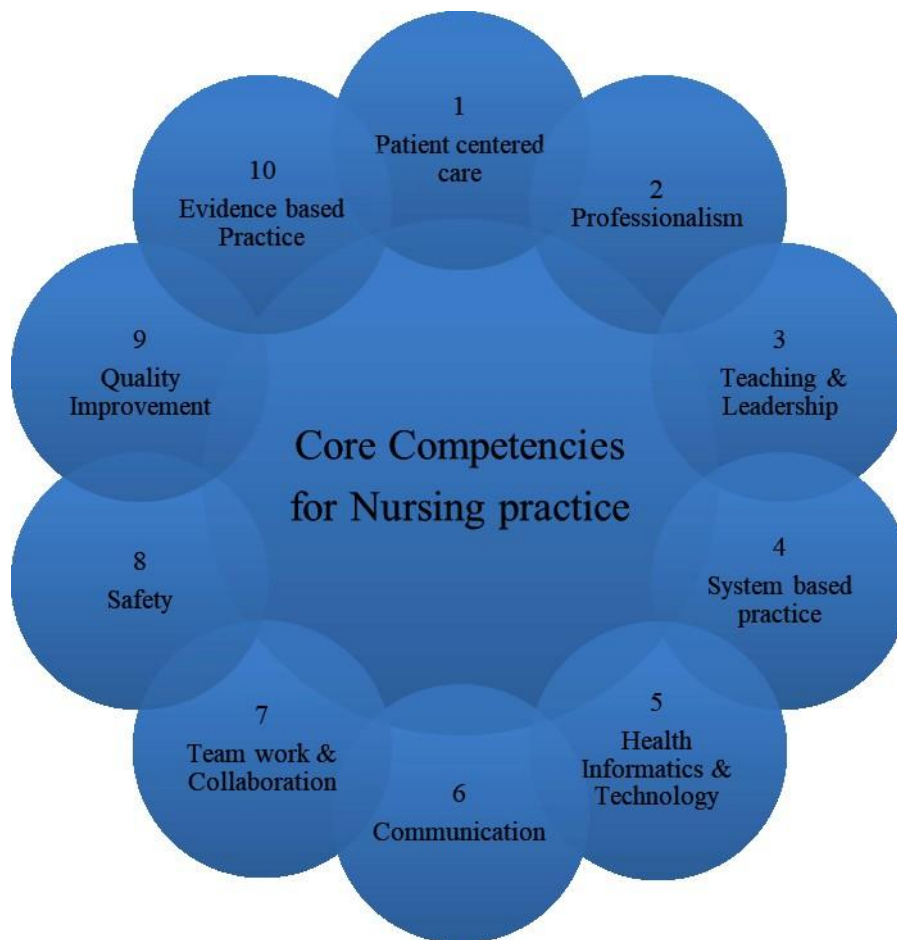 1
Patient centered
care
2
Professionalism
3
Teaching &
Leadership
4
System based
practice
5
Health
Informatics &
Technology
6
Communication
7
Team work &
Collaboration
8
Safety
9
Quality
Improvement
10
Evidence based
Practice
Core Competencies
for Nursing practice